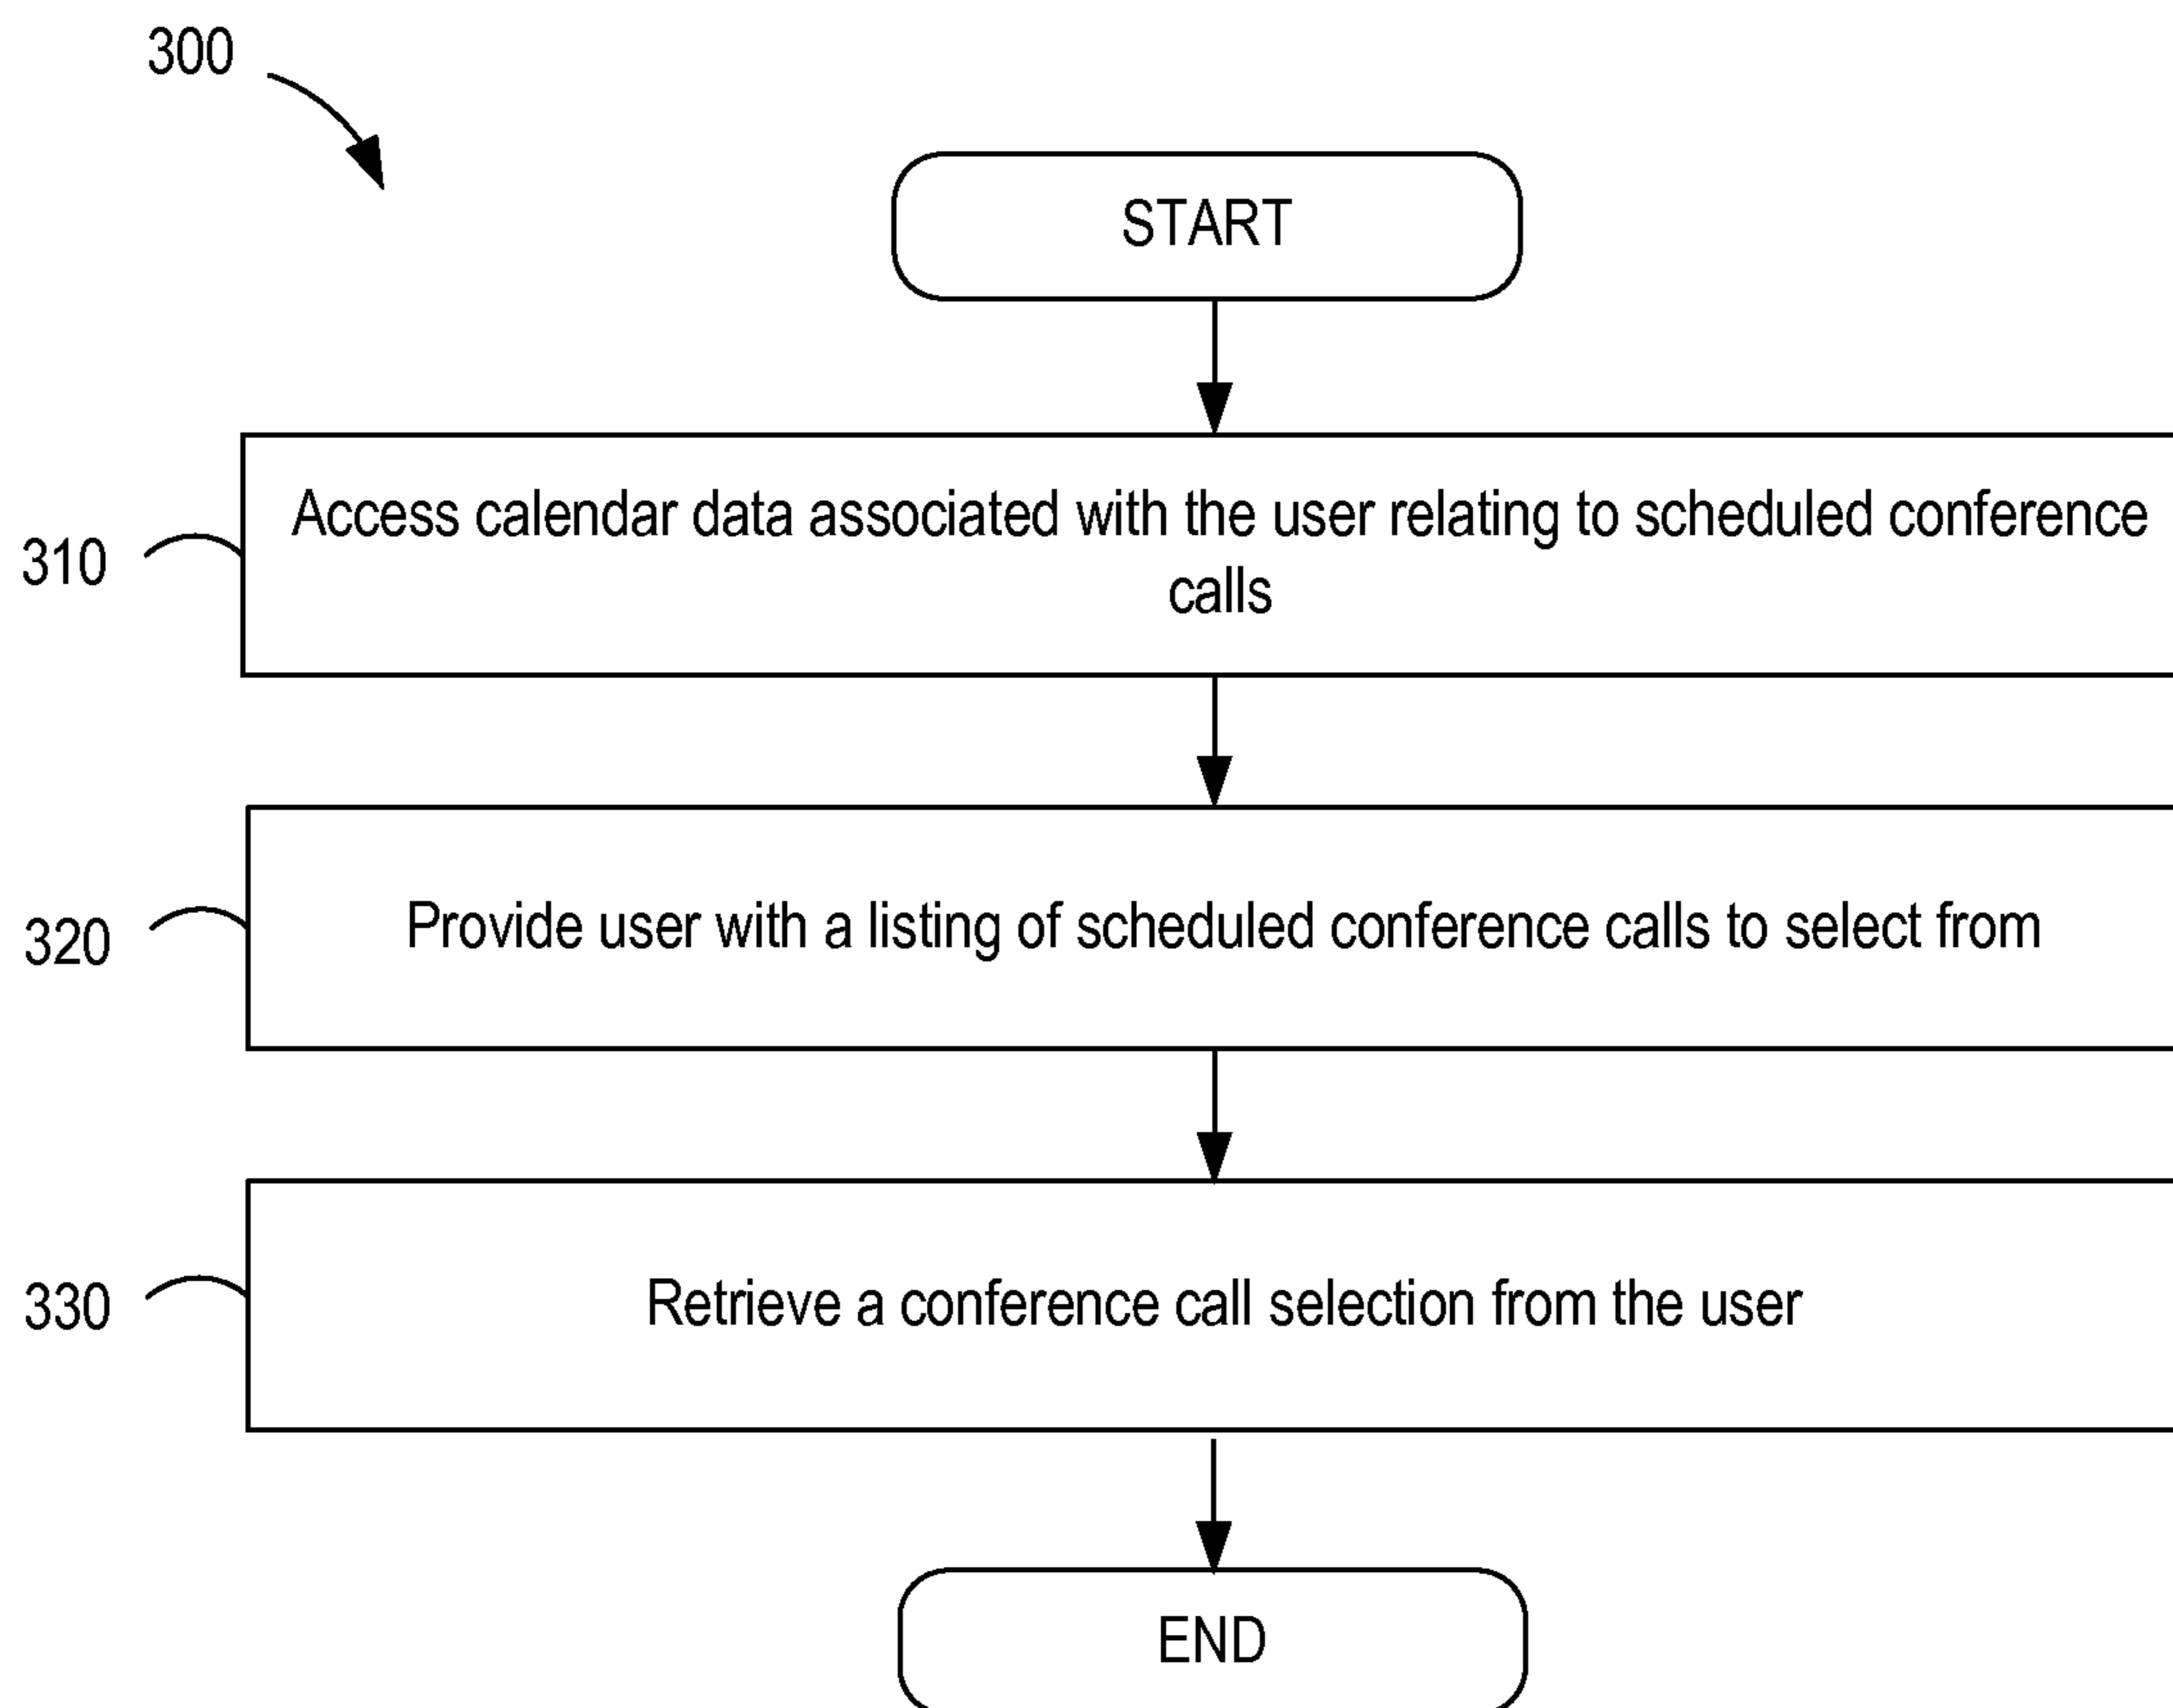 300
START
310
Access calendar data associated with the user relating to scheduled conference
calls
320
Provide user with a listing of scheduled conference calls to select from
330
Retrieve a conference call selection from the user
END